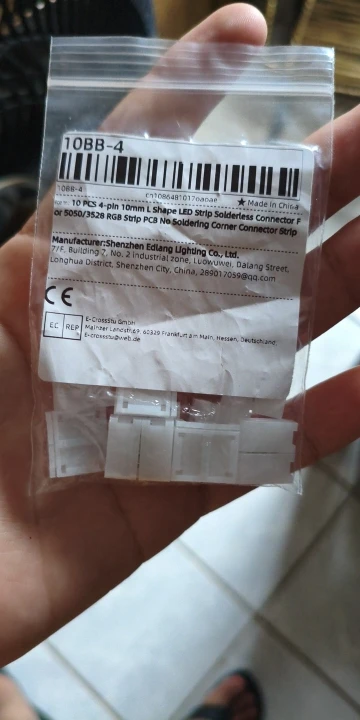 10BB-4
10BB-4
★ Made in China
10 PCS 4-pin 10mm L Shape LED Strip Solderless Connector F
or 5050/3528 RGB Strip PCB No Soldering Corner Connector Strip
Manufacturer:Shenzhen Edlang Lighting Co., Ltd.
7/F, Building 7, No. 2 Industrial zone, Luowuwei, Dalang Street,
Longhua District, Shenzhen City, China, 289017059@qq.com
CE
EC REP
E-CrossStu GmbH
Mainzer Landstr.69, 60329 Frankfurt am Main, Hessen, Deutschland,
E-crossstu@web.de